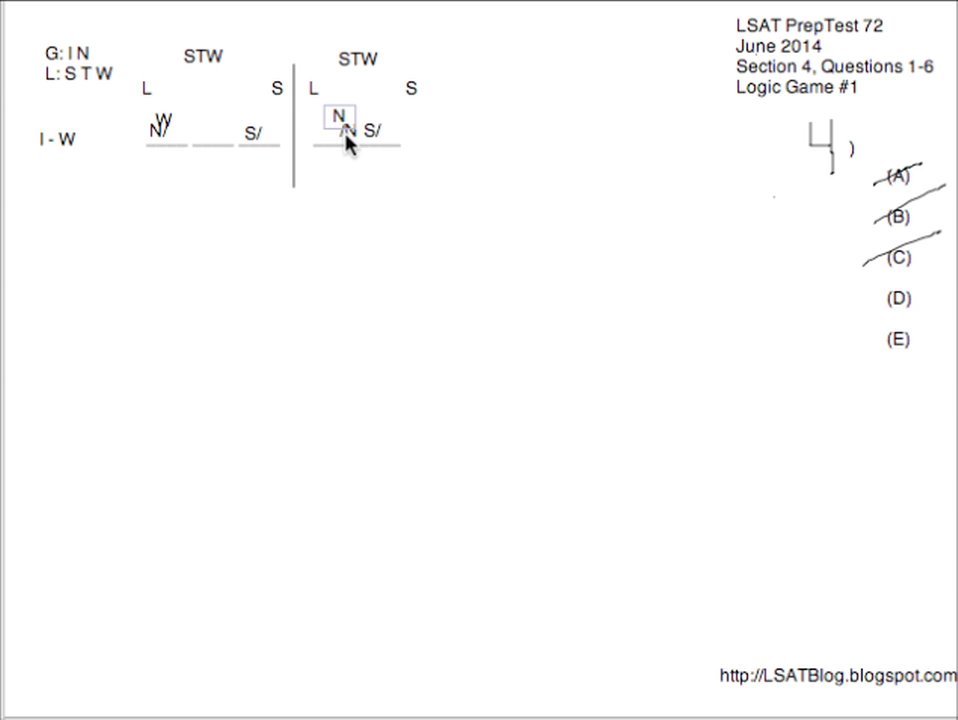 G: I N
L: S T W
I - W
STW
L S
W
N/ S/
STW
L S
N
/N S/
LSAT PrepTest 72
June 2014
Section 4, Questions 1-6
Logic Game #1
4)
(A)
(B)
(C)
(D)
(E)
http://LSATBlog.blogspot.com